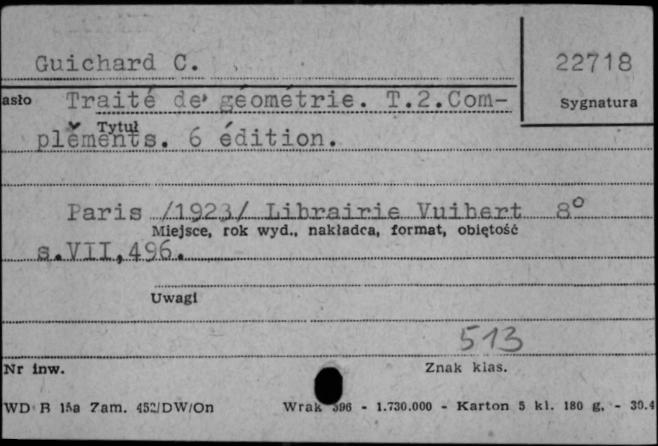 Guichard C.
22718
asło Traité de géométrie. T.2.Com-
Sygnatura
Tytuł
plěments. 6 édition.
Paris /1923/ Librairie Vuibert 8°
Miejsce, rok wyd., nakładca, format, objętość
s.VII,496.
Uwagi
513
Nr inw.
Znak klas.
WD B 15a Zam. 452/DW/On Wrak 396 - 1.730.000 - Karton 5 kl. 180 g. - 30.4